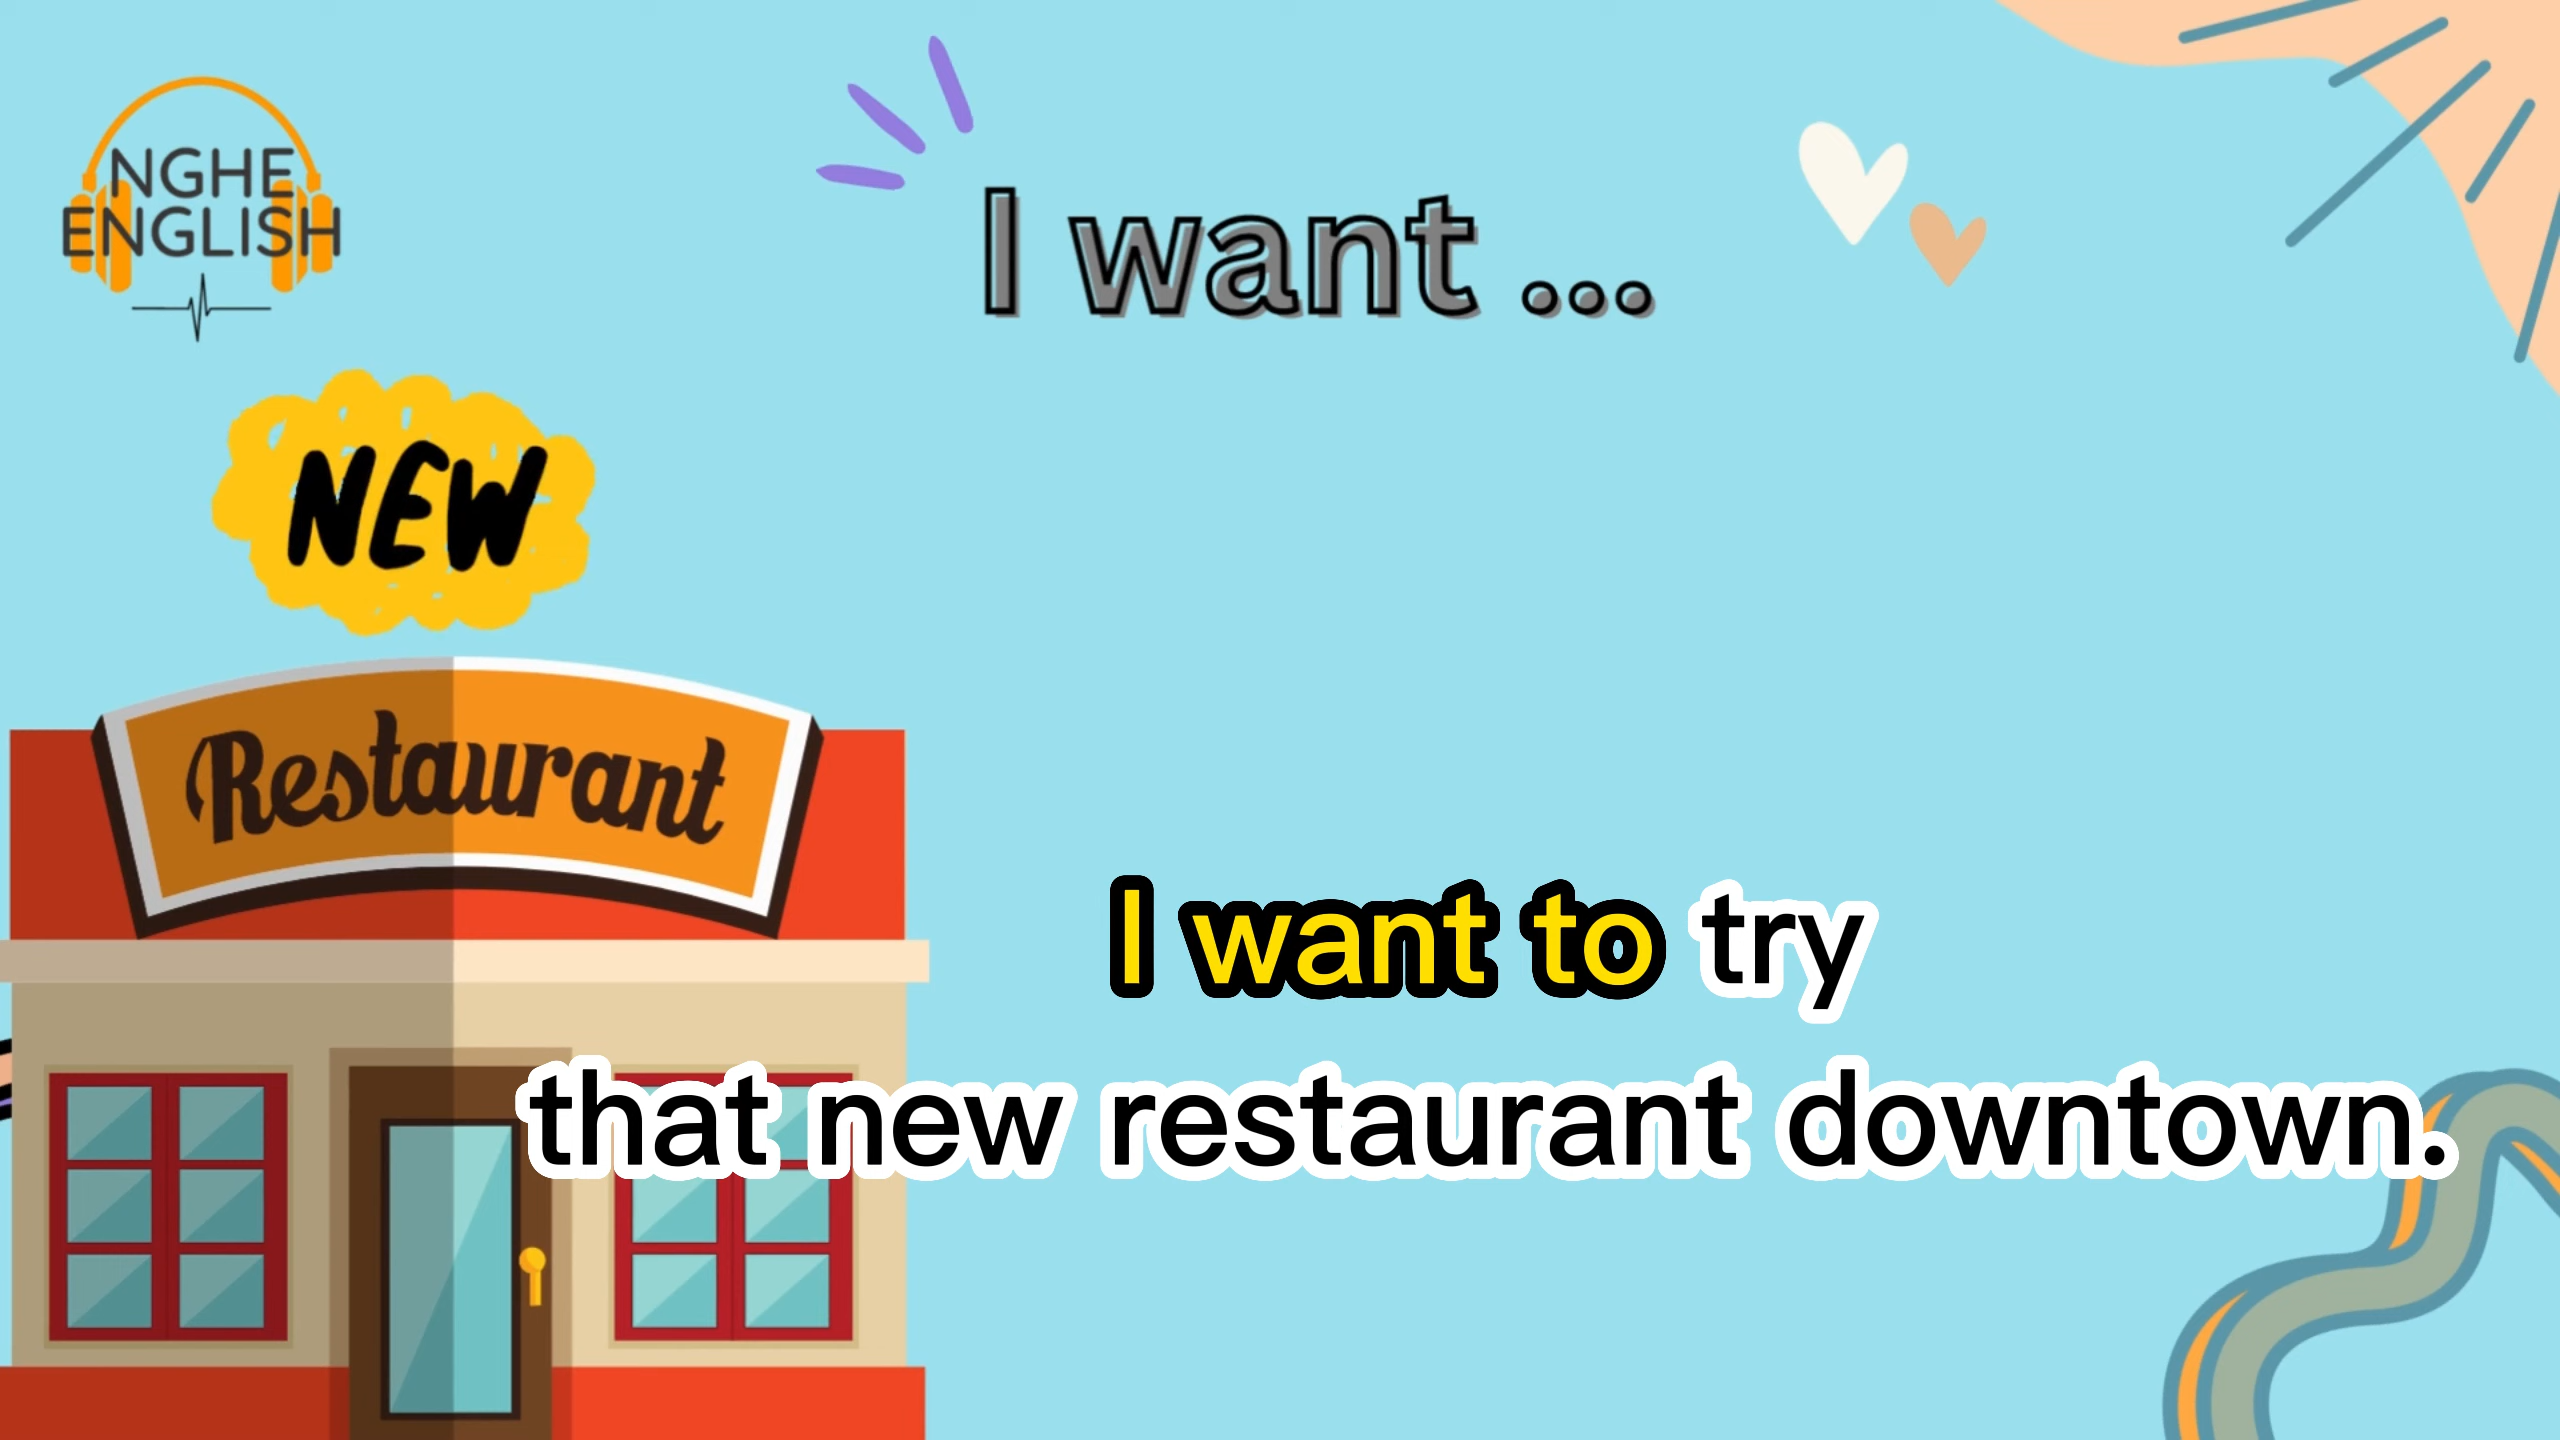 NGHE
ENGLISH
I want ...
NEW
Restaurant
I want to try
that new restaurant downtown.